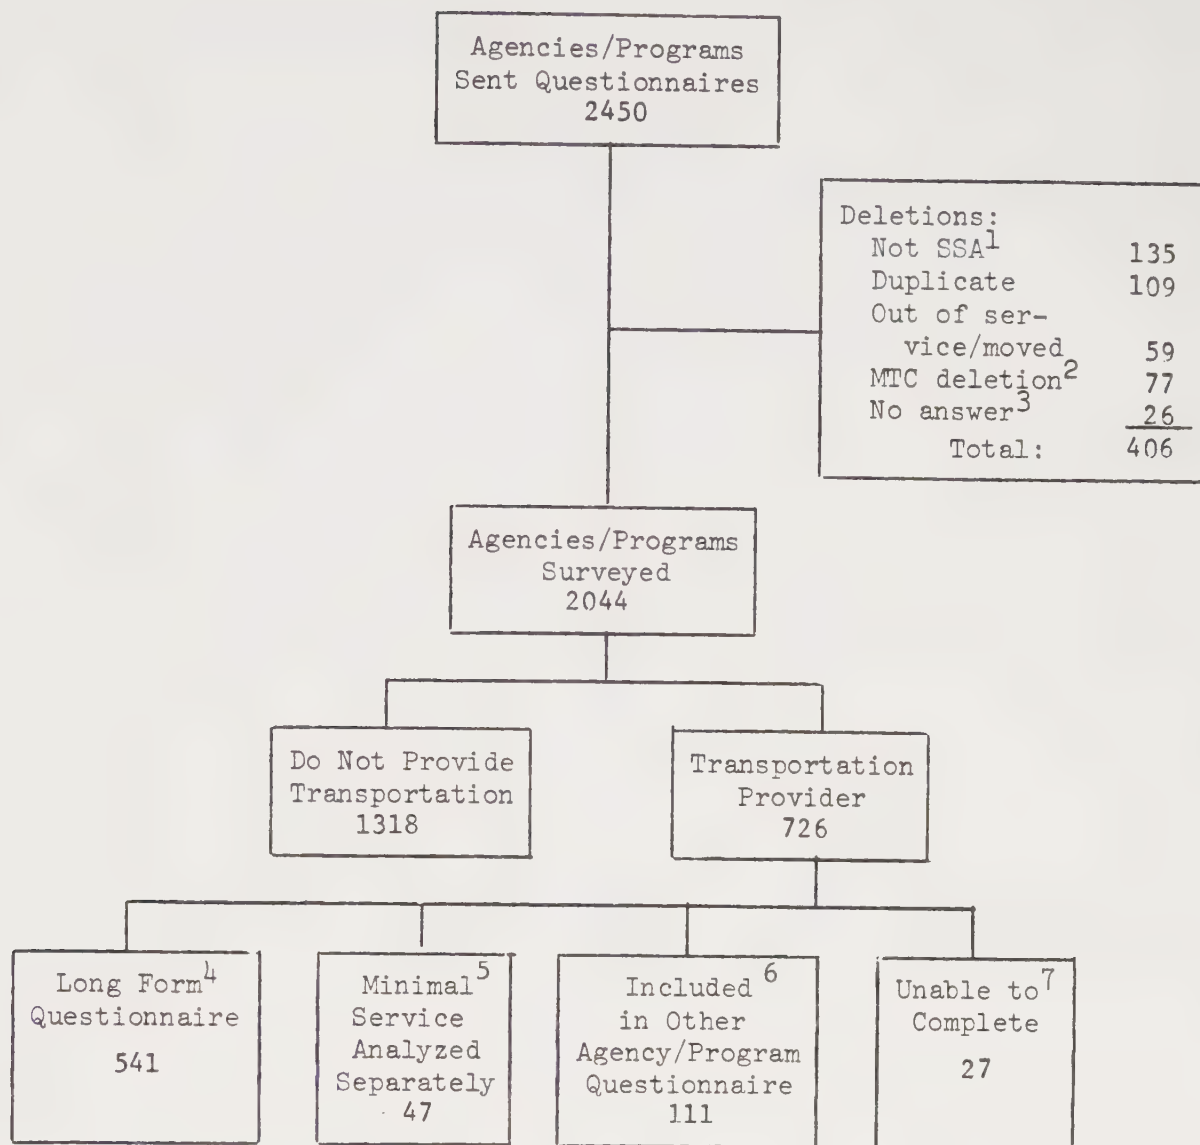 Agencies/Programs
Sent Questionnaires
2450
Deletions:
Not SSA1 135
Duplicate 109
Out of ser-
vice/moved 59
MTC deletion2 77
No answer3 26
Total: 406
Agencies/Programs
Surveyed
2044
Do Not Provide
Transportation
1318
Transportation
Provider
726
Long Form4
Questionnaire
541
Minimal5
Service
Analyzed
Separately
47
Included6
in Other
Agency/Program
Questionnaire
111
Unable to7
Complete
27